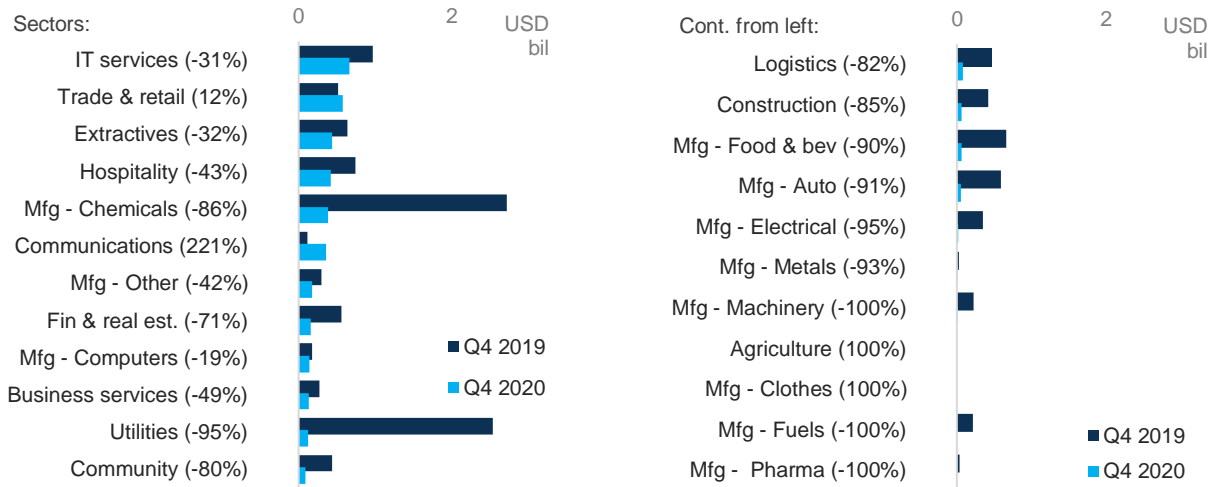 Sectors:
0
2
USD
bil
IT services (-31%)
Trade & retail (12%)
Extractives (-32%)
Hospitality (-43%)
Mfg - Chemicals (-86%)
Communications (221%)
Mfg - Other (-42%)
Fin & real est. (-71%)
Mfg - Computers (-19%)
Business services (-49%)
Utilities (-95%)
Community (-80%)
Q4 2019
Q4 2020
Cont. from left:
0
2
USD
bil
Logistics (-82%)
Construction (-85%)
Mfg - Food & bev (-90%)
Mfg - Auto (-91%)
Mfg - Electrical (-95%)
Mfg - Metals (-93%)
Mfg - Machinery (-100%)
Agriculture (100%)
Mfg - Clothes (100%)
Mfg - Fuels (-100%)
Mfg - Pharma (-100%)
Q4 2019
Q4 2020